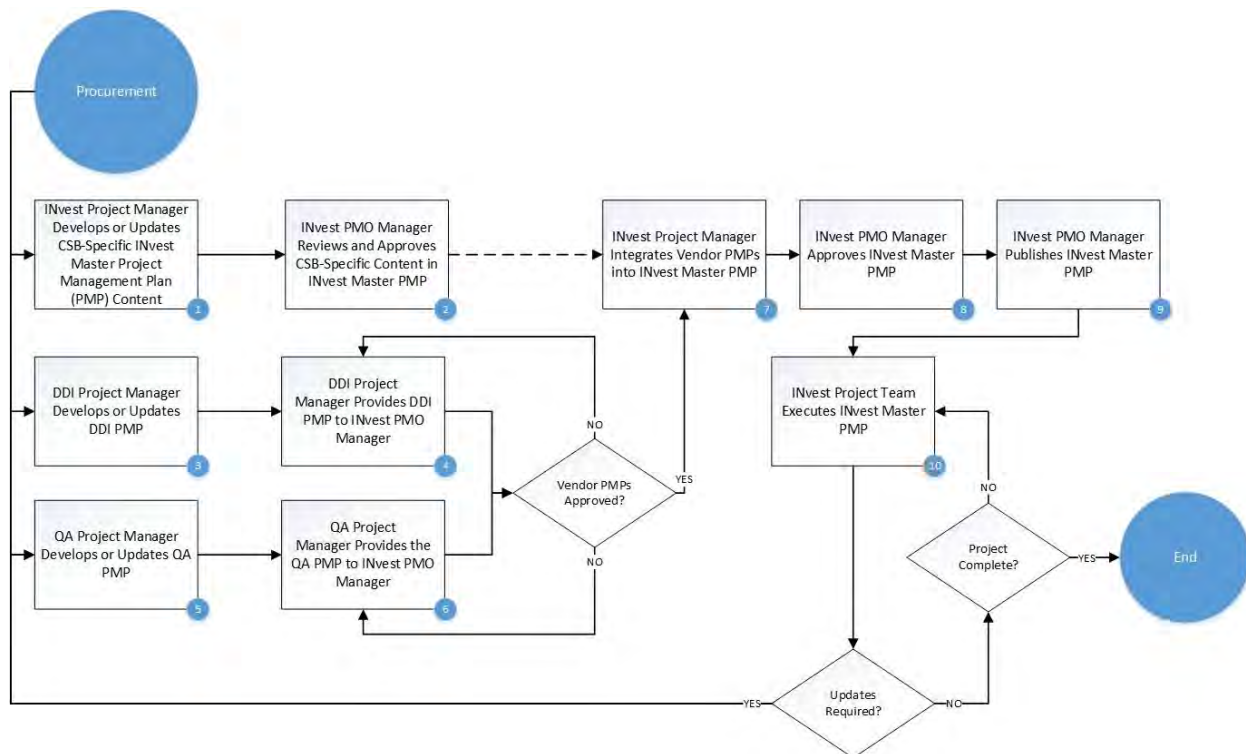 Procurement
INvest Project Manager
Develops or Updates
CSB-Specific INvest
Master Project
Management Plan
(PMP) Content
1
INvest PMO Manager
Reviews and Approves
CSB-Specific Content in
INvest Master PMP
2
INvest Project Manager
Integrates Vendor PMPs
into INvest Master PMP
7
INvest PMO Manager
Approves INvest Master
PMP
8
INvest PMO Manager
Publishes INvest Master
PMP
9
DDI Project Manager
Develops or Updates
DDI PMP
3
DDI Project
Manager Provides DDI
PMP to INvest PMO
Manager
4
NO
Vendor PMPs
Approved?
YES
NO
INvest Project Team
Executes INvest Master
PMP
10
QA Project Manager
Develops or Updates QA
PMP
5
QA Project
Manager Provides the
QA PMP to INvest PMO
Manager
6
NO
Project
Complete?
YES
End
YES
Updates
Required?
NO